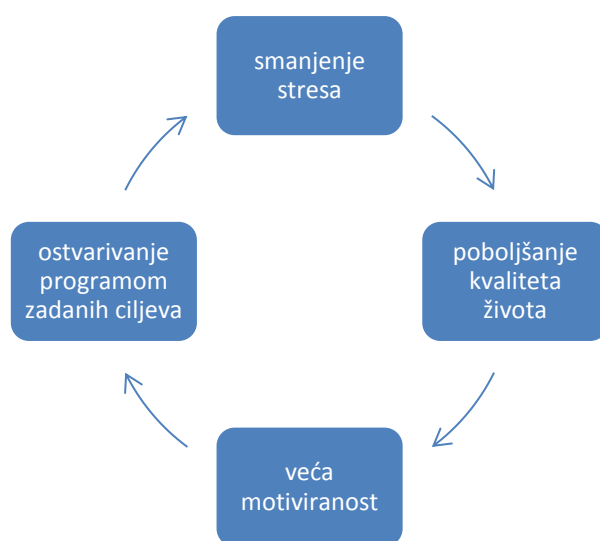 smanjenje
stresa
poboljšanje
kvaliteta
života
veća
motiviranost
ostvarivanje
programom
zadanih ciljeva